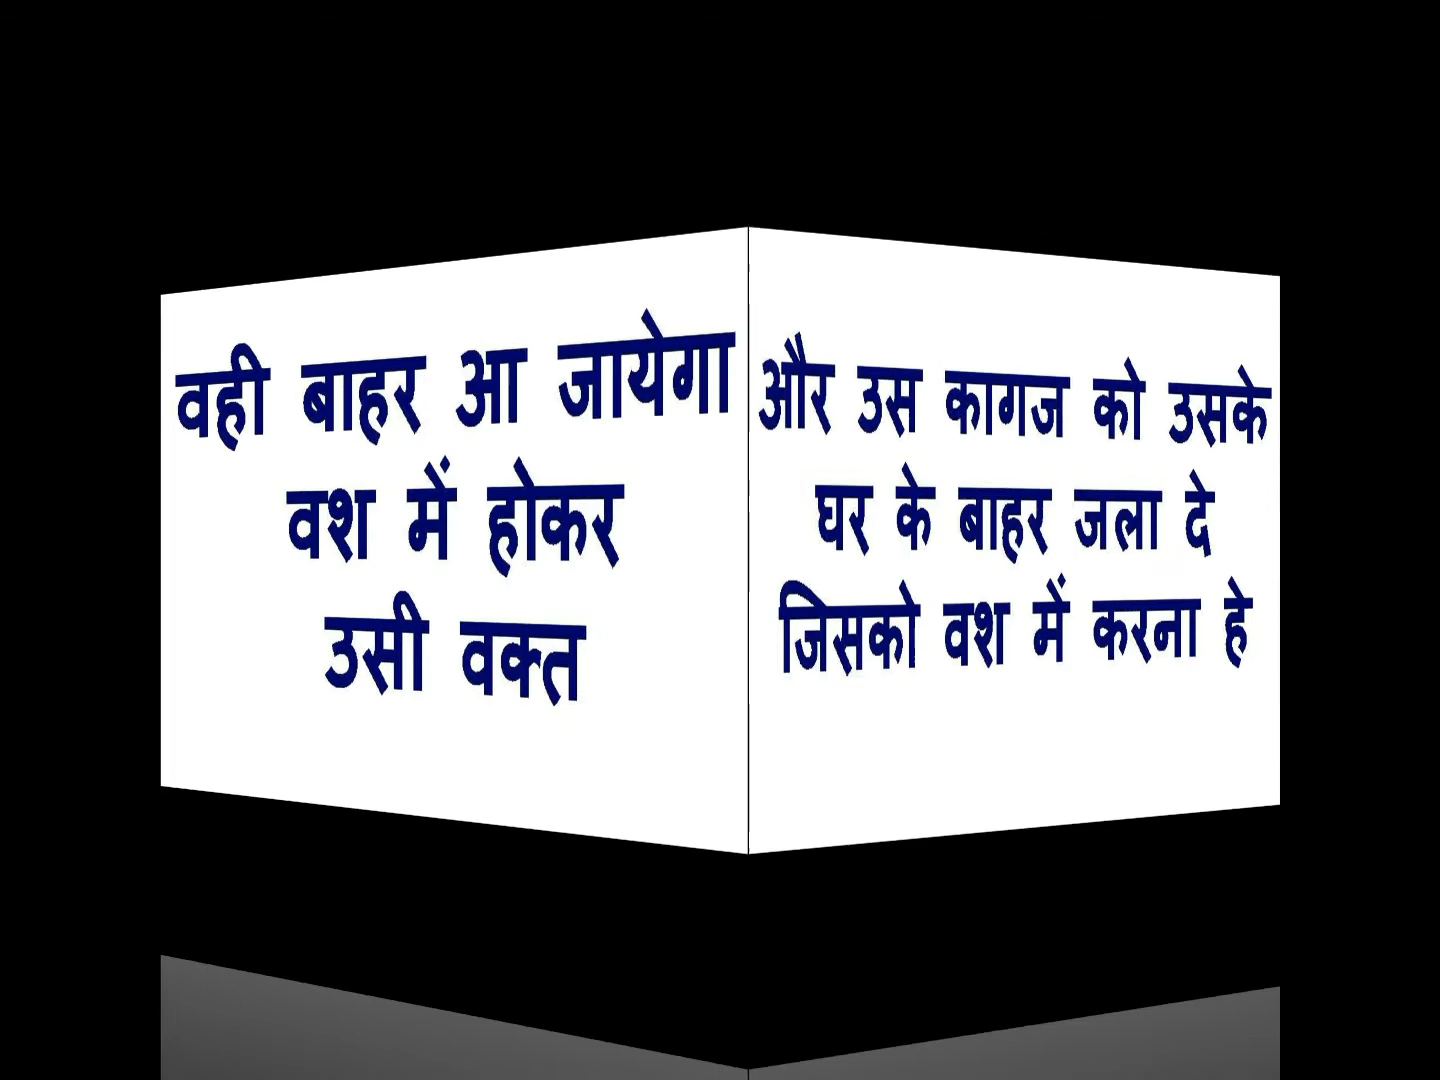 वही बाहर आ जायेगा
वश में होकर
उसी वक्त
और उस कागज को उसके
घर के बाहर जला दे
जिसको वश में करना हे